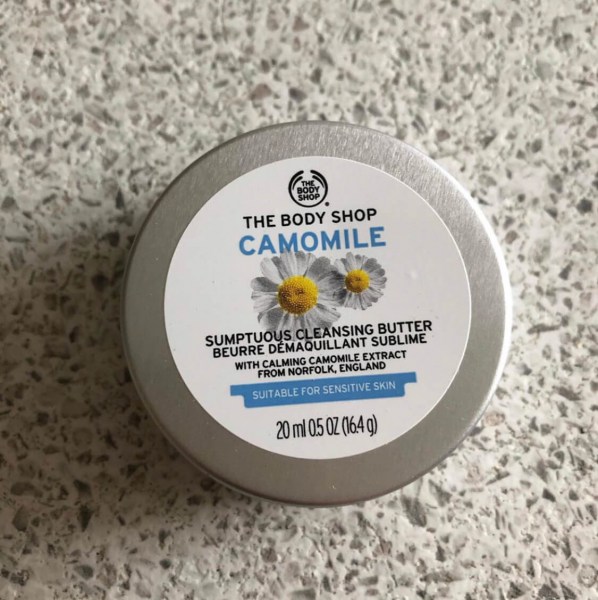 THE
BODY
SHOP
®
THE BODY SHOP
CAMOMILE
SUMPTUOUS CLEANSING BUTTER
BEURRE DÉMAQUILLANT SUBLIME
WITH CALMING CAMOMILE EXTRACT
FROM NORFOLK, ENGLAND
SUITABLE FOR SENSITIVE SKIN
20 ml 0.5 OZ (16.4 g)